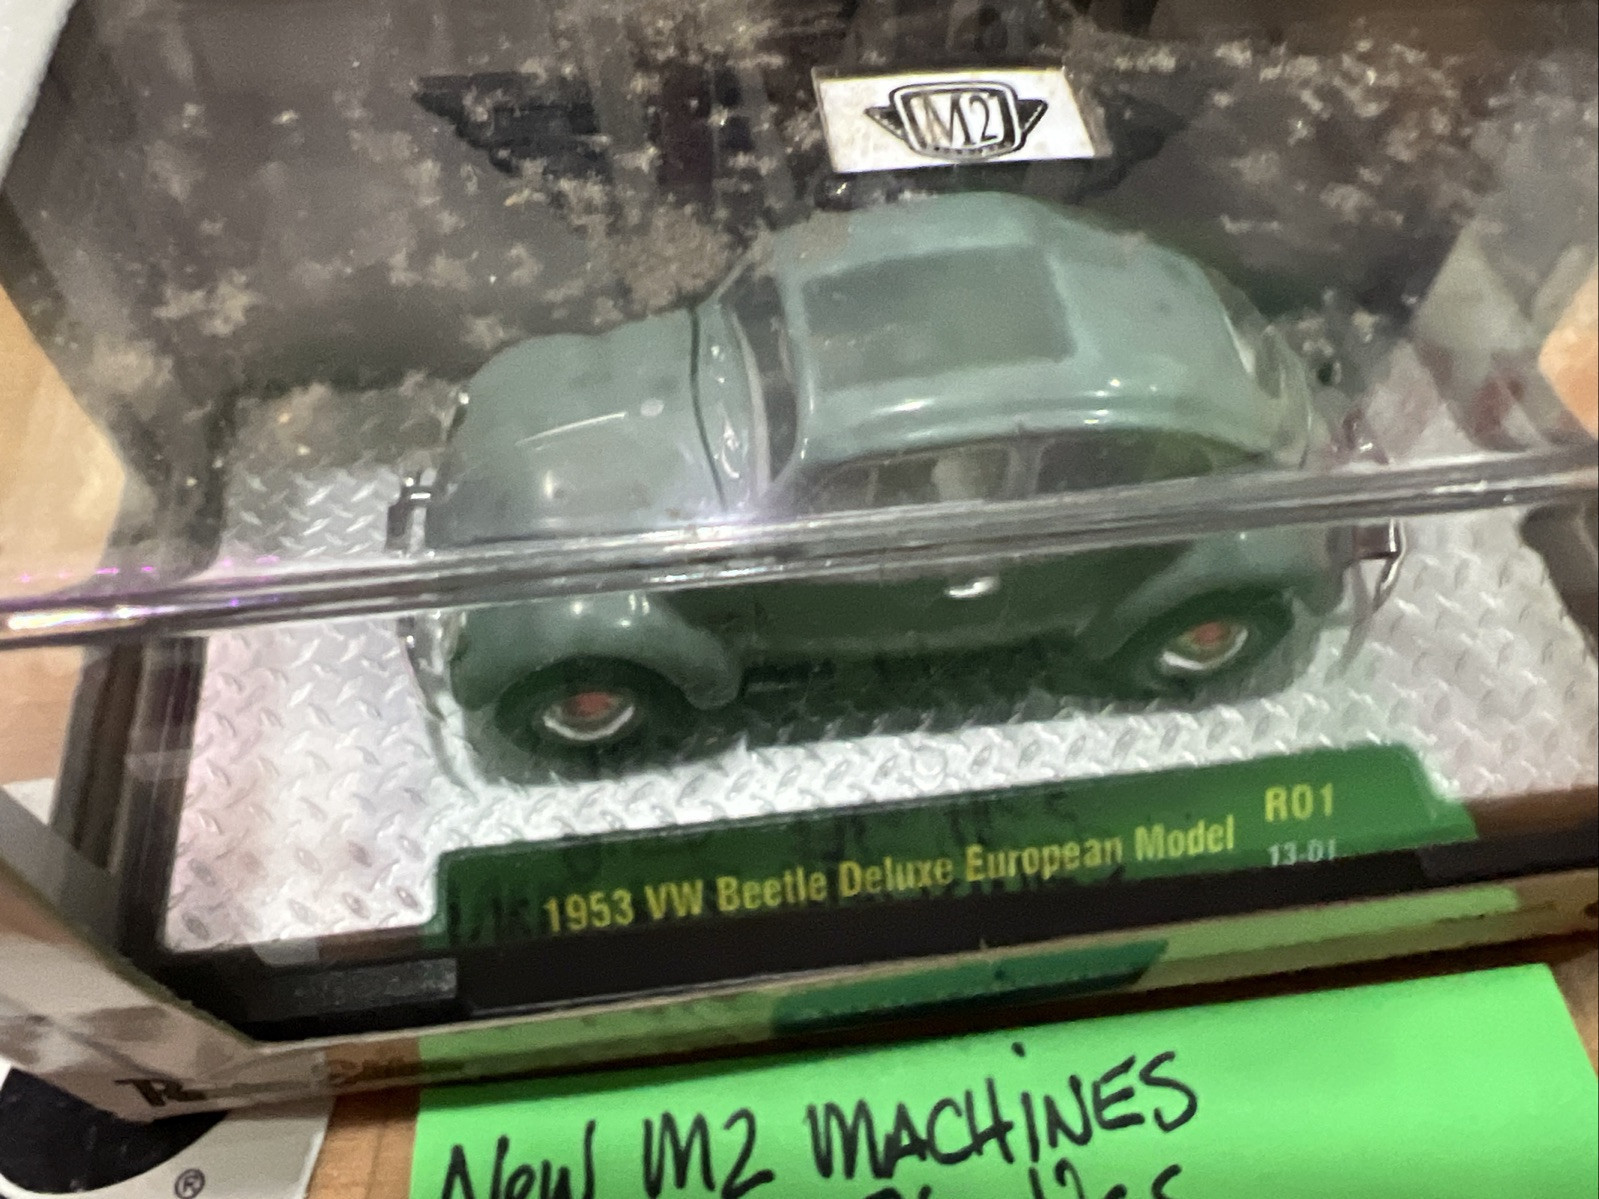 M2
1953 VW Beetle Deluxe European Model R01
13-01
New M2 MACHiNES
®